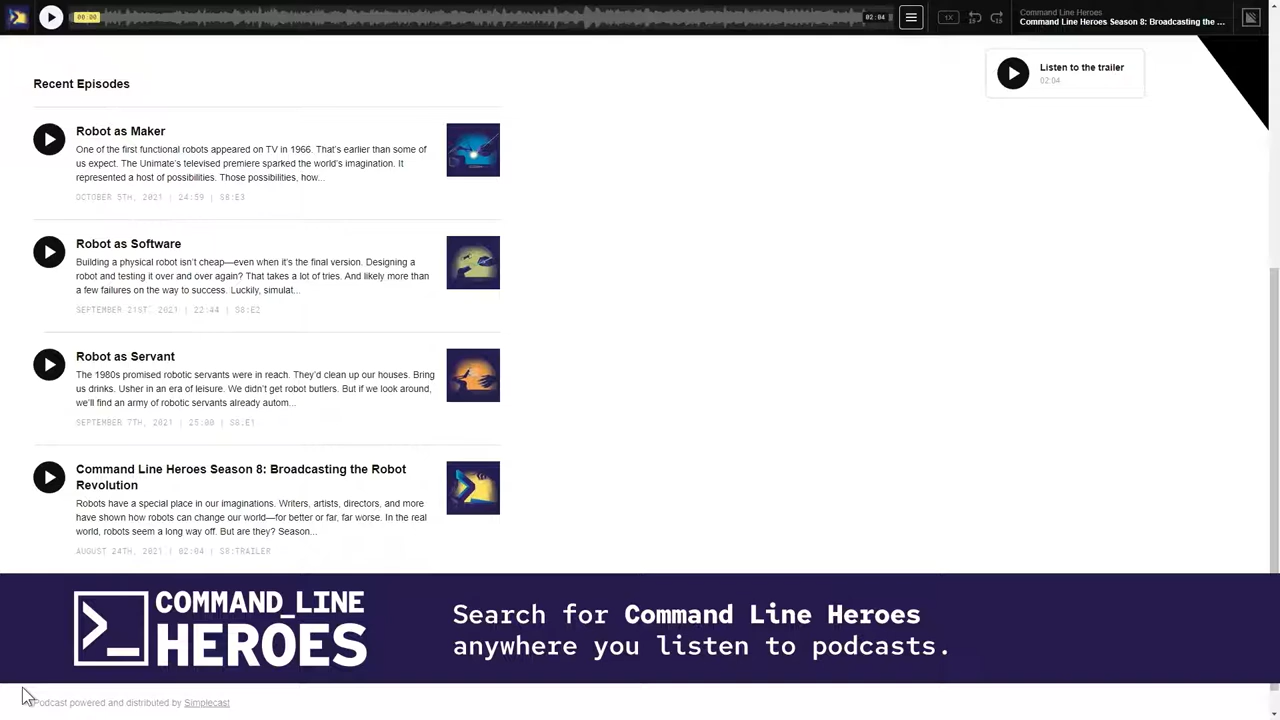 00:00
02:04
1X
15
15
Command Line Heroes
Command Line Heroes Season 8: Broadcasting the ...
Listen to the trailer
02:04
Recent Episodes
Robot as Maker
One of the first functional robots appeared on TV in 1966. That's earlier than some of
us expect. The Unimate's televised premiere sparked the world's imagination. It
represented a host of possibilities. Those possibilities, how...
OCTOBER 5TH, 2021 | 24:59 | S8:E3
Robot as Software
Building a physical robot isn't cheap—even when it's the final version. Designing a
robot and testing it over and over again? That takes a lot of tries. And likely more than
a few failures on the way to success. Luckily, simulat...
SEPTEMBER 21ST, 2021 | 22:44 | S8:E2
Robot as Servant
The 1980s promised robotic servants were in reach. They'd clean up our houses. Bring
us drinks. Usher in an era of leisure. We didn't get robot butlers. But if we look around,
we'll find an army of robotic servants already autom...
SEPTEMBER 7TH, 2021 | 25:00 | S8:E1
Command Line Heroes Season 8: Broadcasting the Robot
Revolution
Robots have a special place in our imaginations. Writers, artists, directors, and more
have shown how robots can change our world—for better or far, far worse. In the real
world, robots seem a long way off. But are they? Season...
AUGUST 24TH, 2021 | 02:04 | S8:TRAILER
COMMAND_LINE
HEROES
Search for Command Line Heroes
anywhere you listen to podcasts.
Podcast powered and distributed by Simplecast